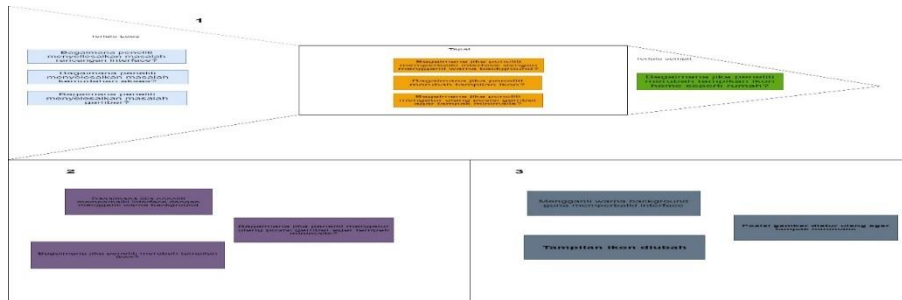 1
Terlalu luas
Bagaimana peneliti
menyelesaikan masalah
rancangan interface?
Bagaimana peneliti
menyelesaikan masalah
kemudahan akses?
Bagaimana peneliti
menyelesaikan masalah
gambar?
Tepat
Bagaimana jika peneliti
memperbaiki interface dengan
mengganti warna background?
Bagaimana jika peneliti
merubah tampilan ikon?
Bagaimana jika peneliti
mengatur ulang posisi gambar
agar tampak minimalis?
Terlalu sempit
Bagaimana jika peneliti
merubah tampilan ikon
home seperti rumah?
2
Bagaimana jika peneliti
memperbaiki interface dengan
mengganti warna background
Bagaimana jika peneliti mengatur
ulang posisi gambar agar tampak
minimalis?
Bagaimana jika peneliti merubah tampilan
ikon?
3
Mengganti warna background
guna memperbaiki interface
Posisi gambar diatur ulang agar
tampak minimalis
Tampilan ikon diubah